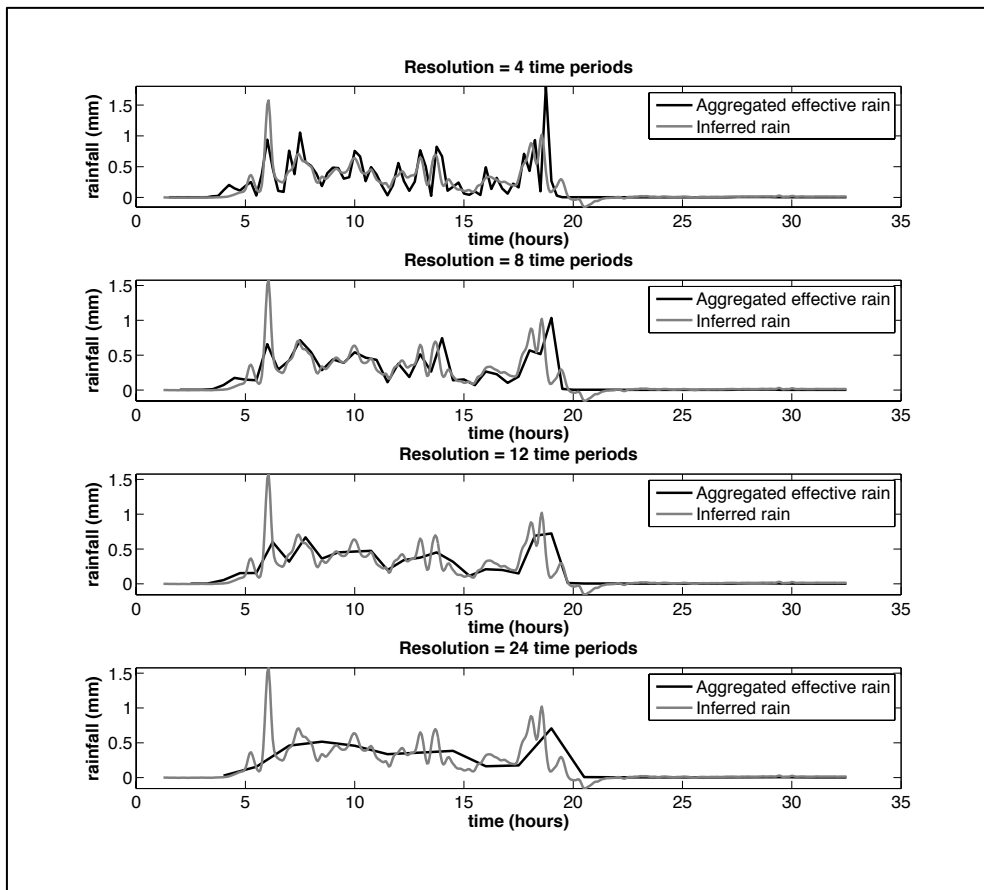 Resolution = 4 time periods
rainfall (mm)
1.5
1
0.5
0
Aggregated effective rain
Inferred rain
0 5 10 15 20 25 30 35
time (hours)
Resolution = 8 time periods
rainfall (mm)
1.5
1
0.5
0
Aggregated effective rain
Inferred rain
0 5 10 15 20 25 30 35
time (hours)
Resolution = 12 time periods
rainfall (mm)
1.5
1
0.5
0
Aggregated effective rain
Inferred rain
0 5 10 15 20 25 30 35
time (hours)
Resolution = 24 time periods
rainfall (mm)
1.5
1
0.5
0
Aggregated effective rain
Inferred rain
0 5 10 15 20 25 30 35
time (hours)